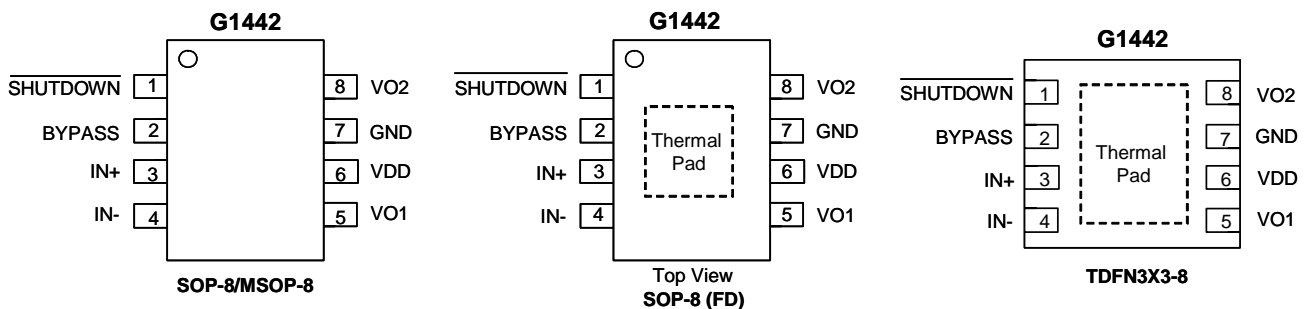 G1442
SHUTDOWN 1
8 VO2
BYPASS 2
7 GND
IN+ 3
6 VDD
IN- 4
5 VO1
SOP-8/MSOP-8
G1442
SHUTDOWN 1
8 VO2
BYPASS 2
7 GND
Thermal
Pad
IN+ 3
6 VDD
IN- 4
5 VO1
Top View
SOP-8 (FD)
G1442
SHUTDOWN 1
8 VO2
BYPASS 2
7 GND
Thermal
Pad
IN+ 3
6 VDD
IN- 4
5 VO1
TDFN3X3-8